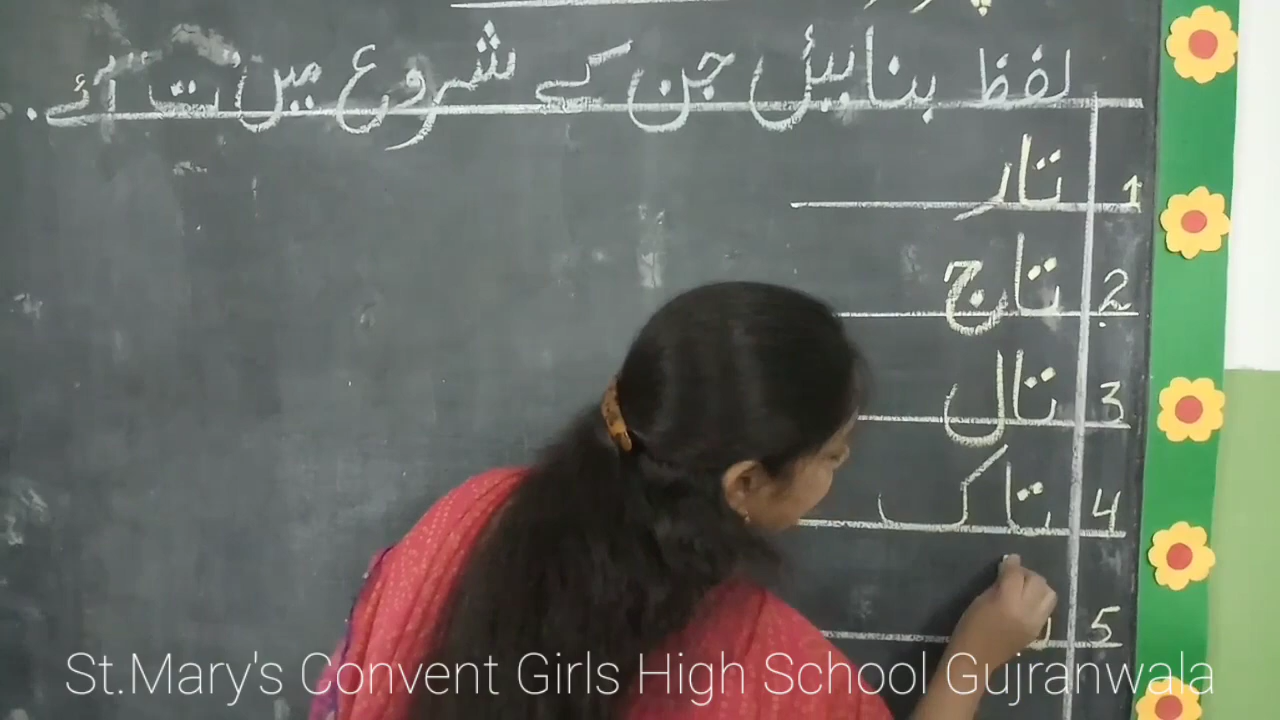 لفظ بنایئں جن کے شروع میں "ت" آئے۔
1 تار
2 تاج
3 تال
4 تاک
5
St.Mary's Convent Girls High School Gujranwala